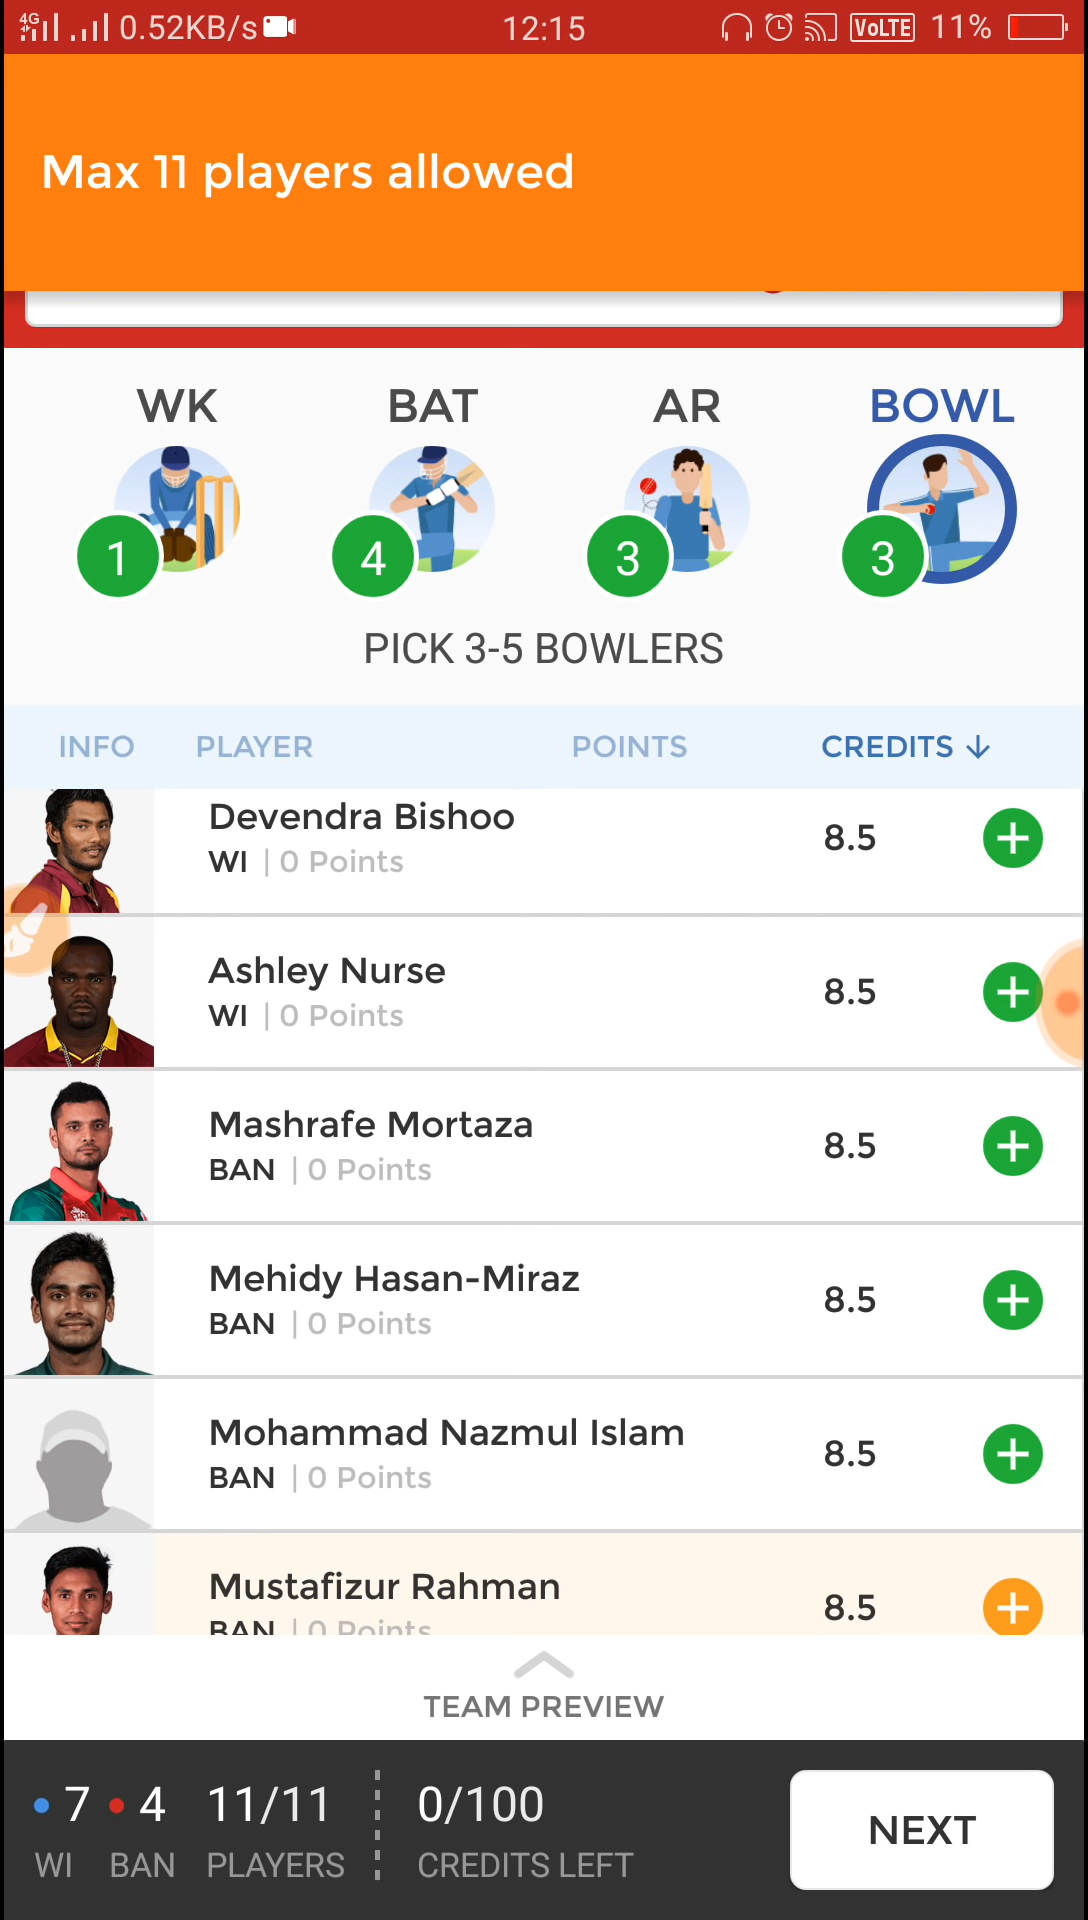 4G 0.52KB/s 12:15 VoLTE 11%
Max 11 players allowed
WK BAT AR BOWL
1 4 3 3
PICK 3-5 BOWLERS
INFO PLAYER POINTS CREDITS ↓
Devendra Bishoo
WI | 0 Points 8.5 +
Ashley Nurse
WI | 0 Points 8.5 +
Mashrafe Mortaza
BAN | 0 Points 8.5 +
Mehidy Hasan-Miraz
BAN | 0 Points 8.5 +
Mohammad Nazmul Islam
BAN | 0 Points 8.5 +
Mustafizur Rahman
BAN | 0 Points 8.5 +
TEAM PREVIEW
7 4 11/11 0/100
WI BAN PLAYERS CREDITS LEFT
NEXT